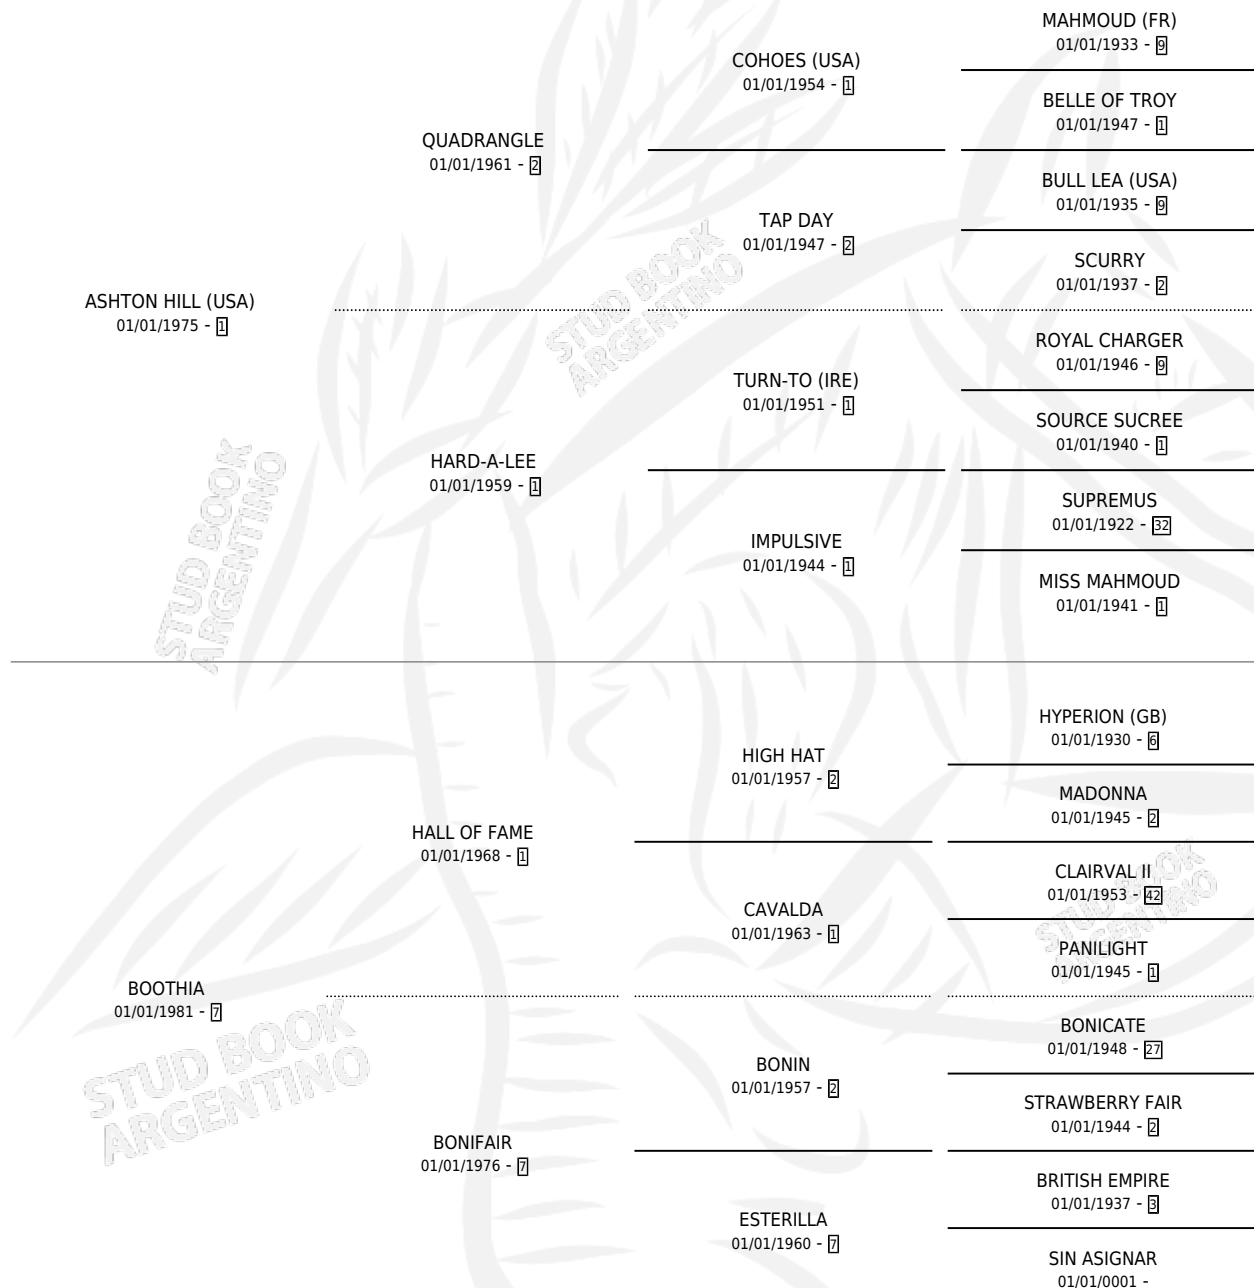 MAHMOUD (FR)
01/01/1933 - 9
COHOES (USA)
01/01/1954 - 1
BELLE OF TROY
01/01/1947 - 1
QUADRANGLE
01/01/1961 - 2
BULL LEA (USA)
01/01/1935 - 9
TAP DAY
01/01/1947 - 2
SCURRY
01/01/1937 - 2
ASHTON HILL (USA)
01/01/1975 - 1
ROYAL CHARGER
01/01/1946 - 9
TURN-TO (IRE)
01/01/1951 - 1
SOURCE SUCREE
01/01/1940 - 1
HARD-A-LEE
01/01/1959 - 1
SUPREMUS
01/01/1922 - 32
IMPULSIVE
01/01/1944 - 1
MISS MAHMOUD
01/01/1941 - 1
HYPERION (GB)
01/01/1930 - 6
HIGH HAT
01/01/1957 - 2
MADONNA
01/01/1945 - 2
HALL OF FAME
01/01/1968 - 1
CLAIRVAL II
01/01/1953 - 42
CAVALDA
01/01/1963 - 1
PANILIGHT
01/01/1945 - 1
BOOTHIA
01/01/1981 - 7
BONICATE
01/01/1948 - 27
BONIN
01/01/1957 - 2
STRAWBERRY FAIR
01/01/1944 - 2
BONIFAIR
01/01/1976 - 7
BRITISH EMPIRE
01/01/1937 - 3
ESTERILLA
01/01/1960 - 7
SIN ASIGNAR
01/01/0001 -
STUD BOOK
ARGENTINO
STUD BOOK
ARGENTINO
STUD BOOK
ARGENTINO
STUD BOOK
ARGENTINO